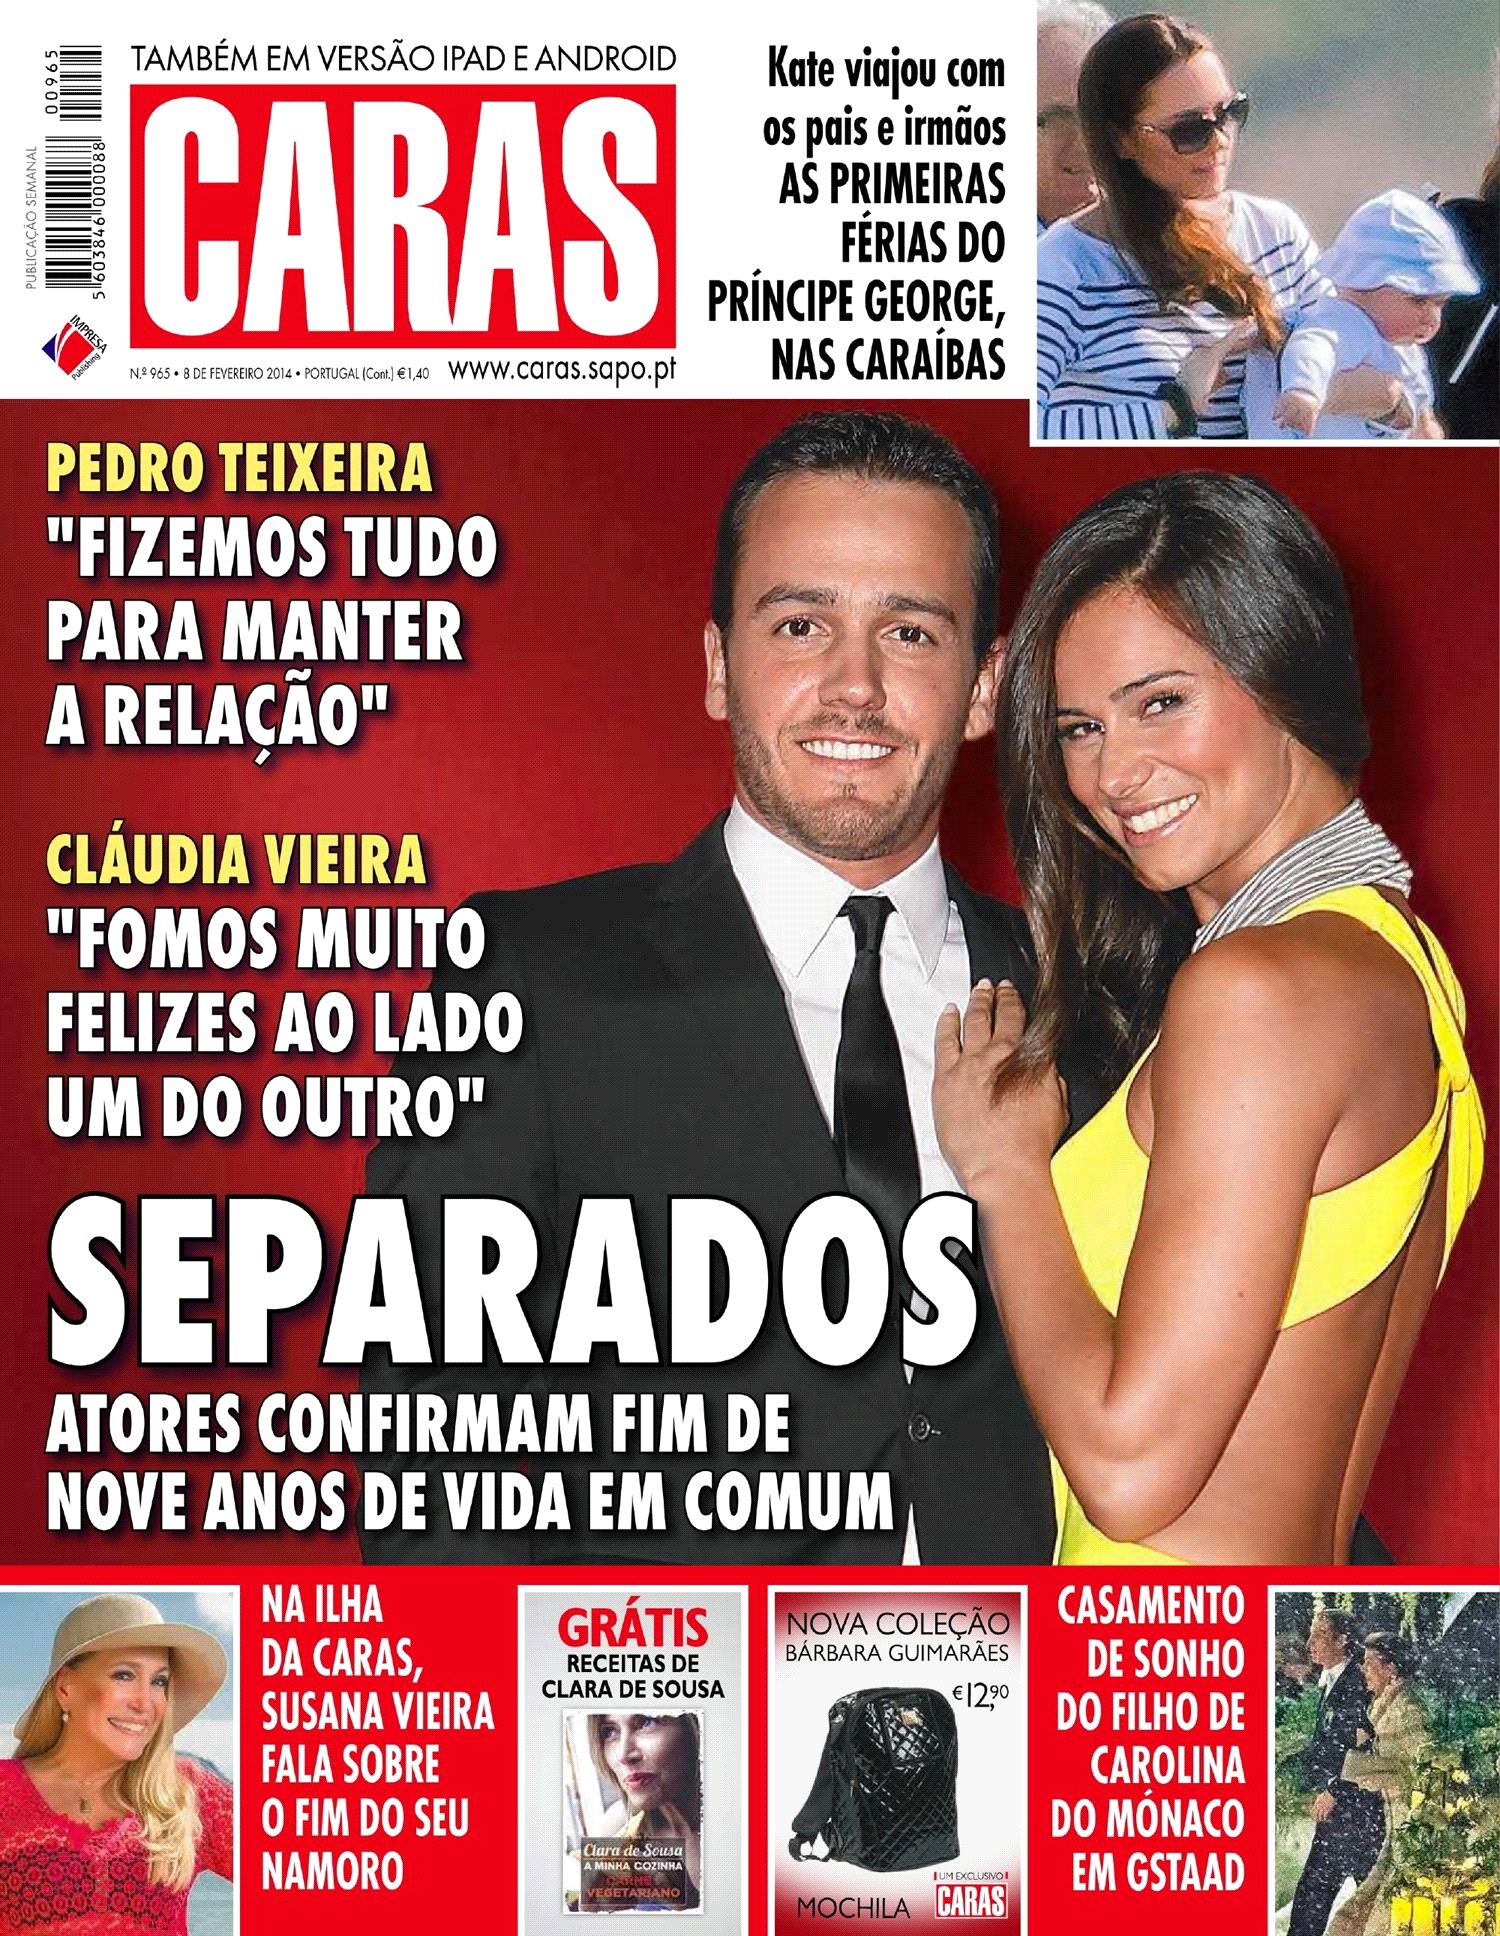 TAMBÉM EM VERSÃO IPAD E ANDROID
CARAS
N.º 965 • 8 DE FEVEREIRO 2014 • PORTUGAL (Cont.) €1,40
www.caras.sapo.pt
PUBLICAÇÃO SEMANAL
00965
5603846000088
IMPRESA
Publishing
Kate viajou com
os pais e irmãos
AS PRIMEIRAS
FÉRIAS DO
PRÍNCIPE GEORGE,
NAS CARAÍBAS
PEDRO TEIXEIRA
"FIZEMOS TUDO
PARA MANTER
A RELAÇÃO"
CLÁUDIA VIEIRA
"FOMOS MUITO
FELIZES AO LADO
UM DO OUTRO"
SEPARADOS
ATORES CONFIRMAM FIM DE
NOVE ANOS DE VIDA EM COMUM
NA ILHA
DA CARAS,
SUSANA VIEIRA
FALA SOBRE
O FIM DO SEU
NAMORO
GRÁTIS
RECEITAS DE
CLARA DE SOUSA
Clara de Sousa
A MINHA COZINHA
CARNE
VEGETARIANO
NOVA COLEÇÃO
BÁRBARA GUIMARÃES
€12,90
MOCHILA
UM EXCLUSIVO
CARAS
CASAMENTO
DE SONHO
DO FILHO DE
CAROLINA
DO MÓNACO
EM GSTAAD